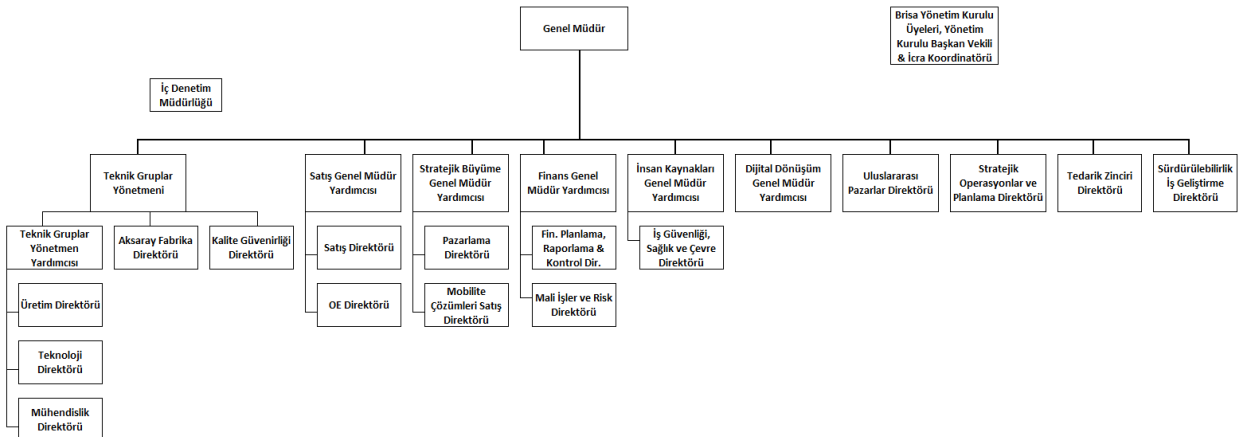 Genel Müdür
Brisa Yönetim Kurulu
Üyeleri, Yönetim
Kurulu Başkan Vekili
& İcra Koordinatörü
İç Denetim
Müdürlüğü
Teknik Gruplar
Yönetmeni
Satış Genel Müdür
Yardımcısı
Stratejik Büyüme
Genel Müdür
Yardımcısı
Finans Genel
Müdür Yardımcısı
İnsan Kaynakları
Genel Müdür
Yardımcısı
Dijital Dönüşüm
Genel Müdür
Yardımcısı
Uluslararası
Pazarlar Direktörü
Stratejik
Operasyonlar ve
Planlama Direktörü
Tedarik Zinciri
Direktörü
Sürdürülebilirlik
İş Geliştirme
Direktörü
Teknik Gruplar
Yönetmen
Yardımcısı
Aksaray Fabrika
Direktörü
Kalite Güvenirliği
Direktörü
Satış Direktörü
Pazarlama
Direktörü
Fin. Planlama,
Raporlama &
Kontrol Dir.
İş Güvenliği,
Sağlık ve Çevre
Direktörü
Üretim Direktörü
OE Direktörü
Mobilite
Çözümleri Satış
Direktörü
Mali İşler ve Risk
Direktörü
Teknoloji
Direktörü
Mühendislik
Direktörü